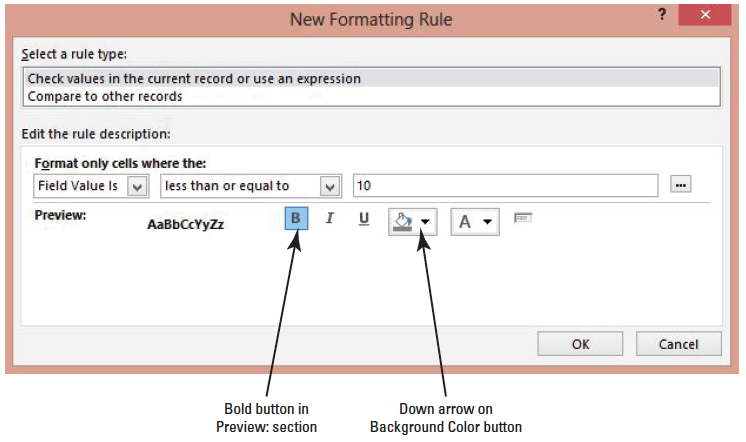 New Formatting Rule
?
×
Select a rule type:
Check values in the current record or use an expression
Compare to other records
Edit the rule description:
Format only cells where the:
Field Value Is
less than or equal to
10
...
Preview:
AaBbCcYyZz
B I U A
OK
Cancel
Bold button in
Preview: section
Down arrow on
Background Color button